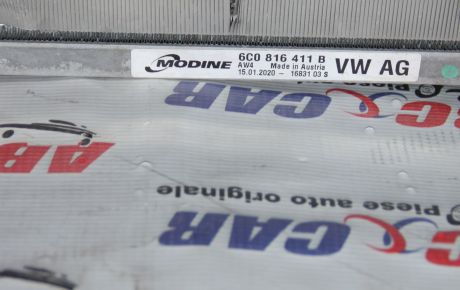 MODINE 6C0 816 411 B VW AG
AW4 Made in Austria
15.01.2020 - 16831 03 S
CAR
AB
Piese auto originale
CAR